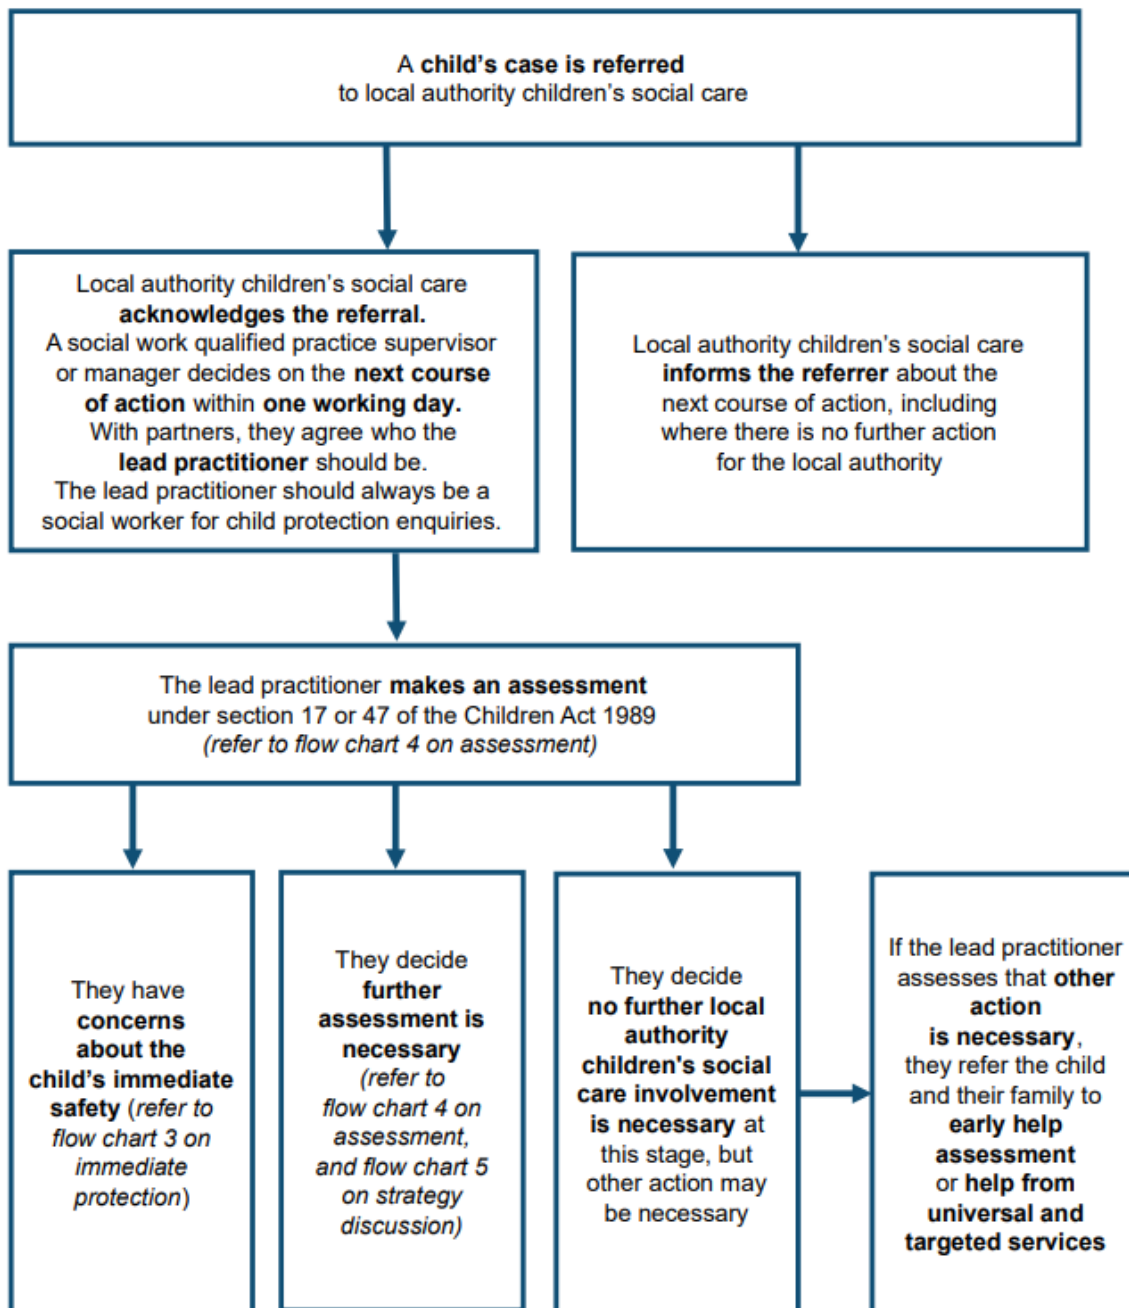 A child's case is referred
to local authority children's social care
Local authority children's social care
acknowledges the referral.
A social work qualified practice supervisor
or manager decides on the next course
of action within one working day.
With partners, they agree who the
lead practitioner should be.
The lead practitioner should always be a
social worker for child protection enquiries.
Local authority children's social care
informs the referrer about the
next course of action, including
where there is no further action
for the local authority
The lead practitioner makes an assessment
under section 17 or 47 of the Children Act 1989
(refer to flow chart 4 on assessment)
They have
concerns
about the
child's immediate
safety (refer to
flow chart 3 on
immediate
protection)
They decide
further
assessment is
necessary
(refer to
flow chart 4 on
assessment,
and flow chart 5
on strategy
discussion)
They decide
no further local
authority
children's social
care involvement
is necessary at
this stage, but
other action may
be necessary
If the lead practitioner
assesses that other
action
is necessary,
they refer the child
and their family to
early help
assessment
or help from
universal and
targeted services